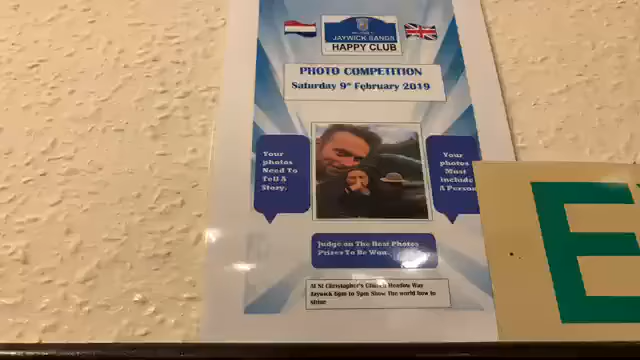 JAYWICK SANDS
HAPPY CLUB
PHOTO COMPETITION
Saturday 9th February 2019
Your
photos
Need To
Tell A
Story.
Your
photos
Must
include
A Person
Judge on The Best Photos
Prizes To Be Won.
At St Christopher's Church Meadow Way
Jaywick 6pm to 9pm Show The world how to
shine
E